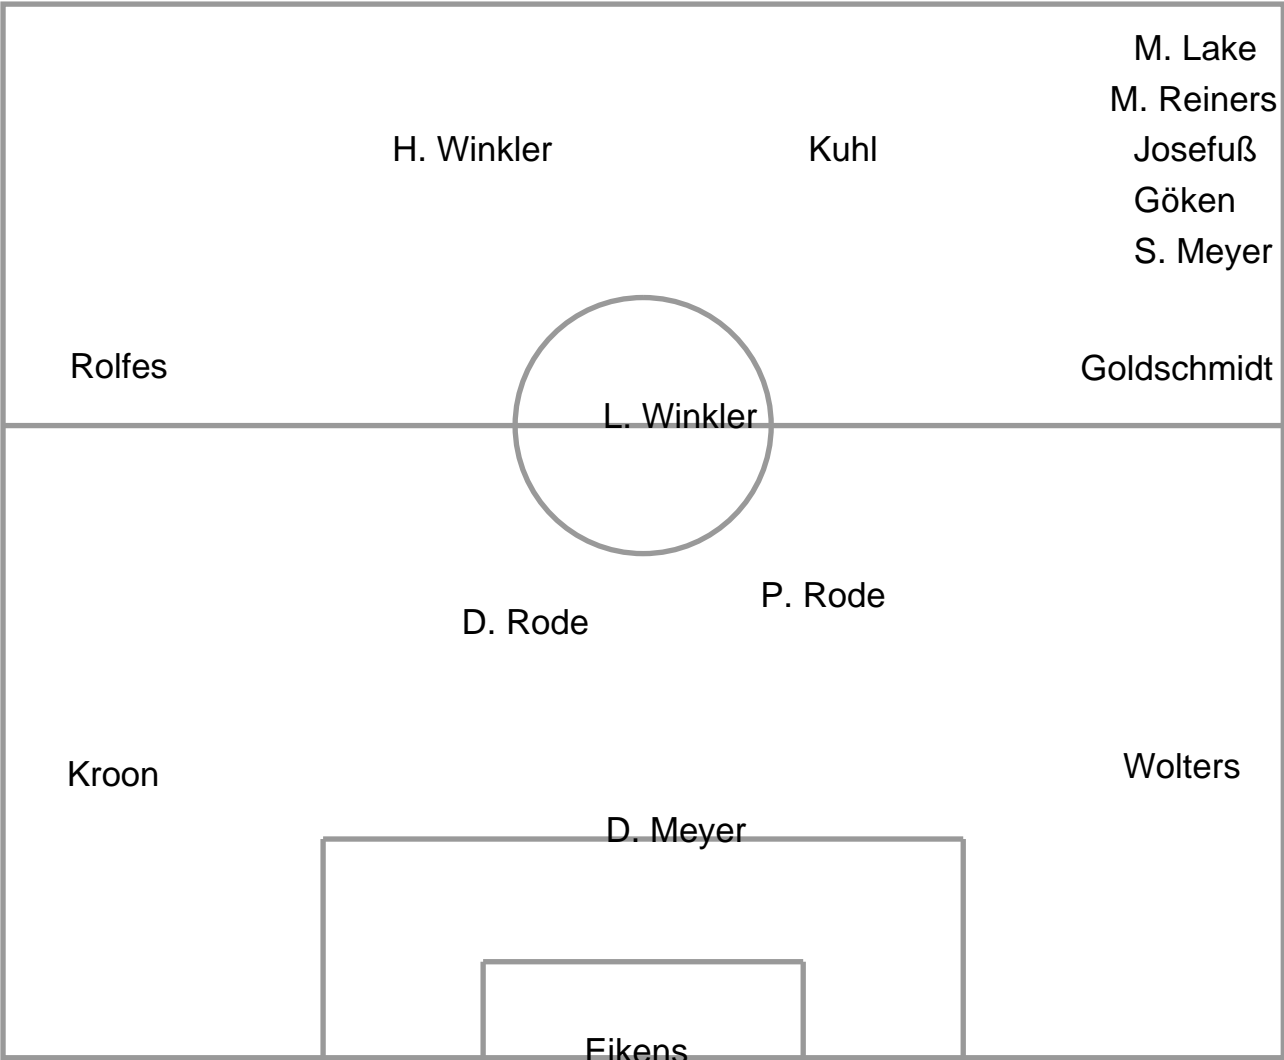 M. Lake
M. Reiners
H. Winkler
Kuhl
Josefuß
Göken
S. Meyer
Rolfes
Goldschmidt
L. Winkler
P. Rode
D. Rode
Kroon
Wolters
D. Meyer
Eikens